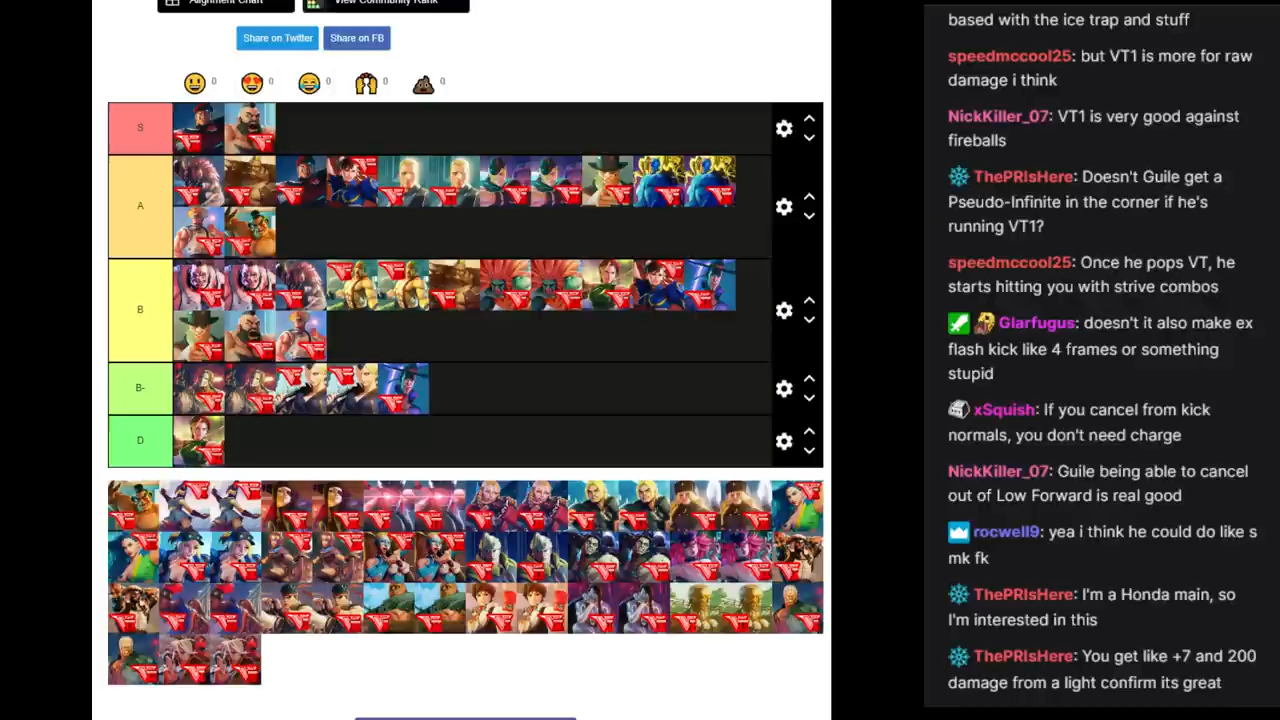 Alignment Chart
View Community Rank
Share on Twitter
Share on FB
0
0
0
0
0
S
A
B
B-
D
based with the ice trap and stuff
speedmccool25: but VT1 is more for raw
damage i think
NickKiller_07: VT1 is very good against
fireballs
ThePRIsHere: Doesn't Guile get a
Pseudo-Infinite in the corner if he's
running VT1?
speedmccool25: Once he pops VT, he
starts hitting you with strive combos
Glarfugus: doesn't it also make ex
flash kick like 4 frames or something
stupid
xSquish: If you cancel from kick
normals, you don't need charge
NickKiller_07: Guile being able to cancel
out of Low Forward is real good
rocwell9: yea i think he could do like s
mk fk
ThePRIsHere: I'm a Honda main, so
I'm interested in this
ThePRIsHere: You get like +7 and 200
damage from a light confirm its great